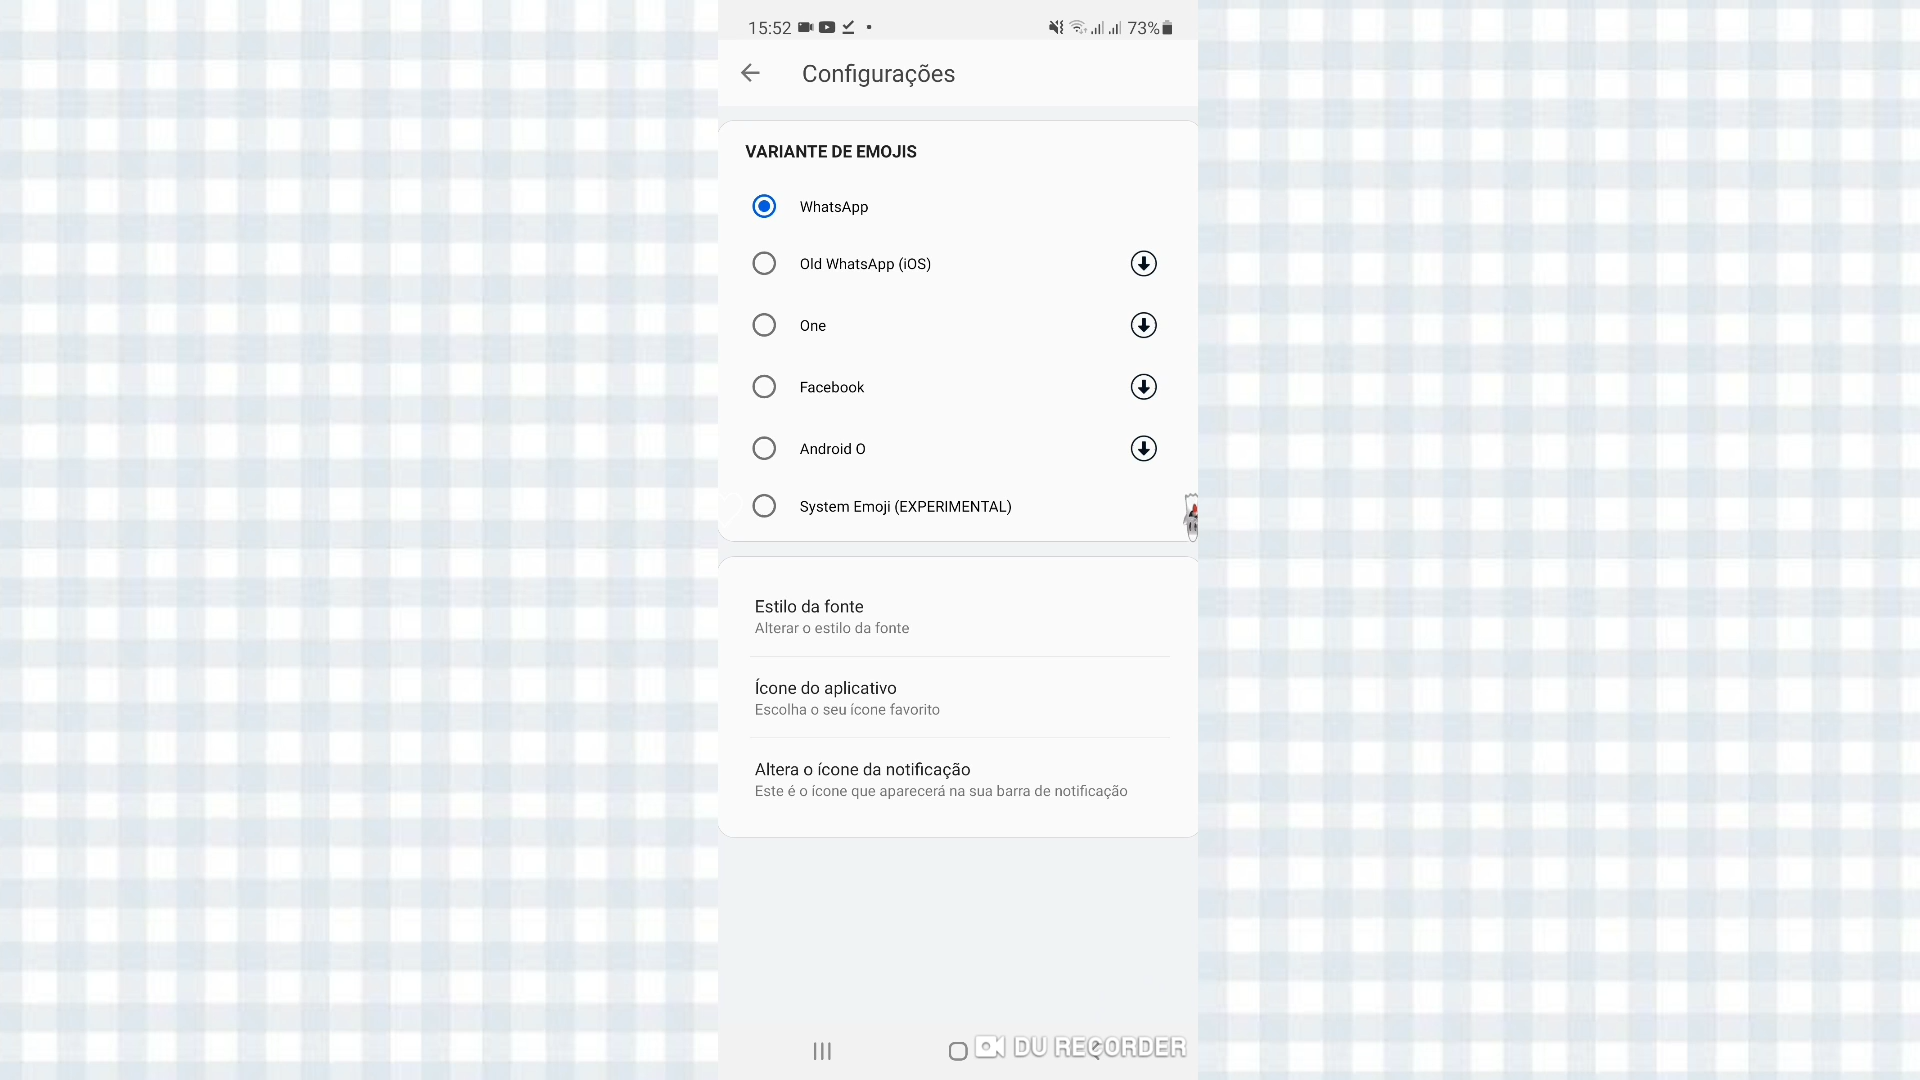 15:52 73%
Configurações
VARIANTE DE EMOJIS
WhatsApp
Old WhatsApp (iOS)
One
Facebook
Android O
System Emoji (EXPERIMENTAL)
Estilo da fonte
Alterar o estilo da fonte
Ícone do aplicativo
Escolha o seu ícone favorito
Altera o ícone da notificação
Este é o ícone que aparecerá na sua barra de notificação
DU RECORDER